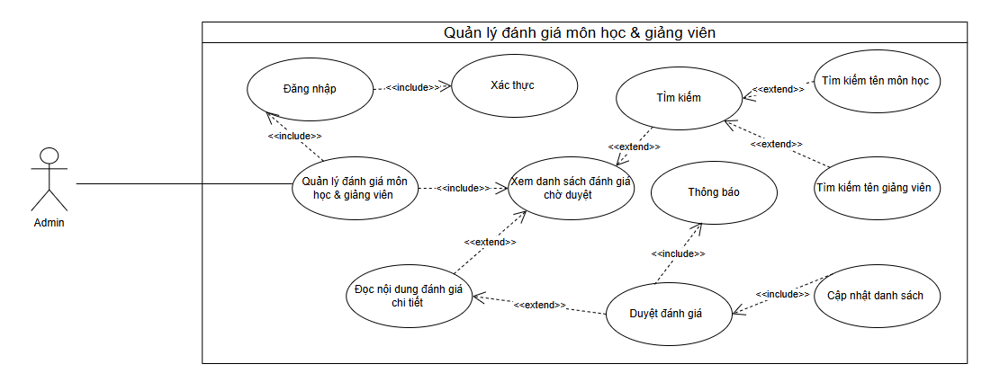 Quản lý đánh giá môn học & giảng viên
Đăng nhập
<<include>>
Xác thực
Tìm kiếm
<<extend>>
Tìm kiếm tên môn học
<<include>>
<<extend>>
<<extend>>
Quản lý đánh giá môn
học & giảng viên
<<include>>
Xem danh sách đánh giá
chờ duyệt
Thông báo
Tìm kiếm tên giảng viên
Admin
<<extend>>
<<include>>
Đọc nội dung đánh giá
chi tiết
<<extend>>
Duyệt đánh giá
<<include>>
Cập nhật danh sách